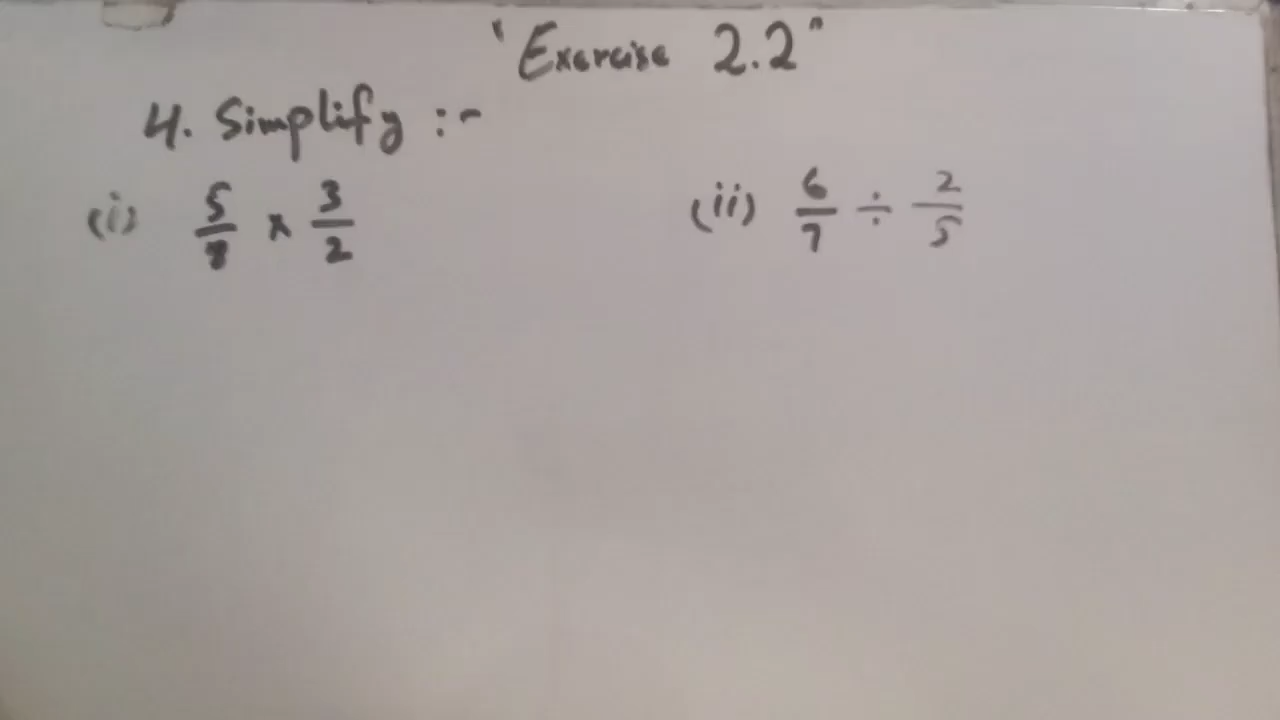 "Exercise 2.2"
4. Simplify :-
(i) 5/8 × 3/2 (ii) 6/7 ÷ 2/5